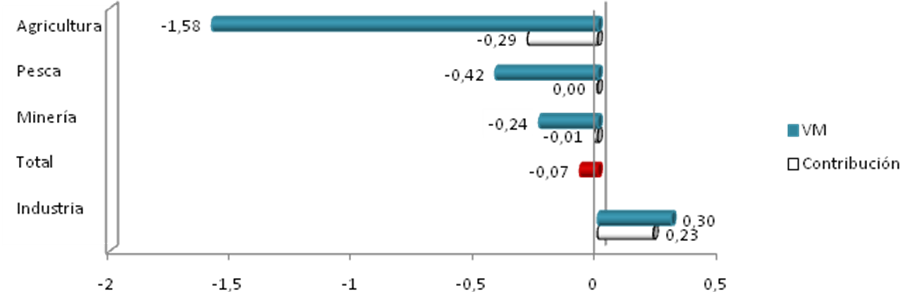 Agricultura
-1,58
-0,29
Pesca
-0,42
0,00
Minería
-0,24
-0,01
Total
-0,07
Industria
0,30
0,23
VM
Contribución
-2 -1,5 -1 -0,5 0 0,5